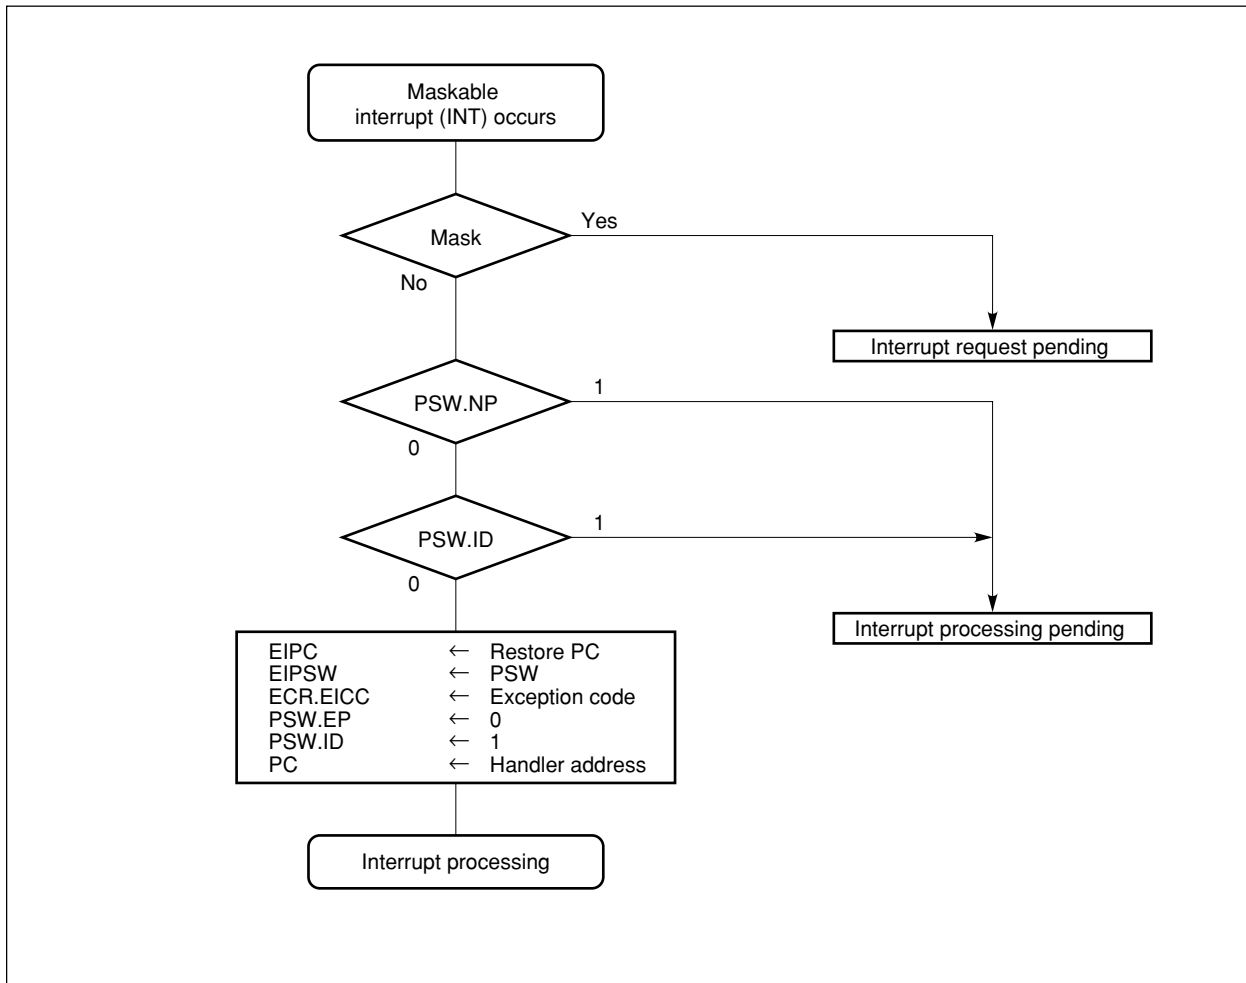 Maskable
interrupt (INT) occurs
Mask
Yes
No
Interrupt request pending
PSW.NP
1
0
PSW.ID
1
0
Interrupt processing pending
EIPC ← Restore PC
EIPSW ← PSW
ECR.EICC ← Exception code
PSW.EP ← 0
PSW.ID ← 1
PC ← Handler address
Interrupt processing